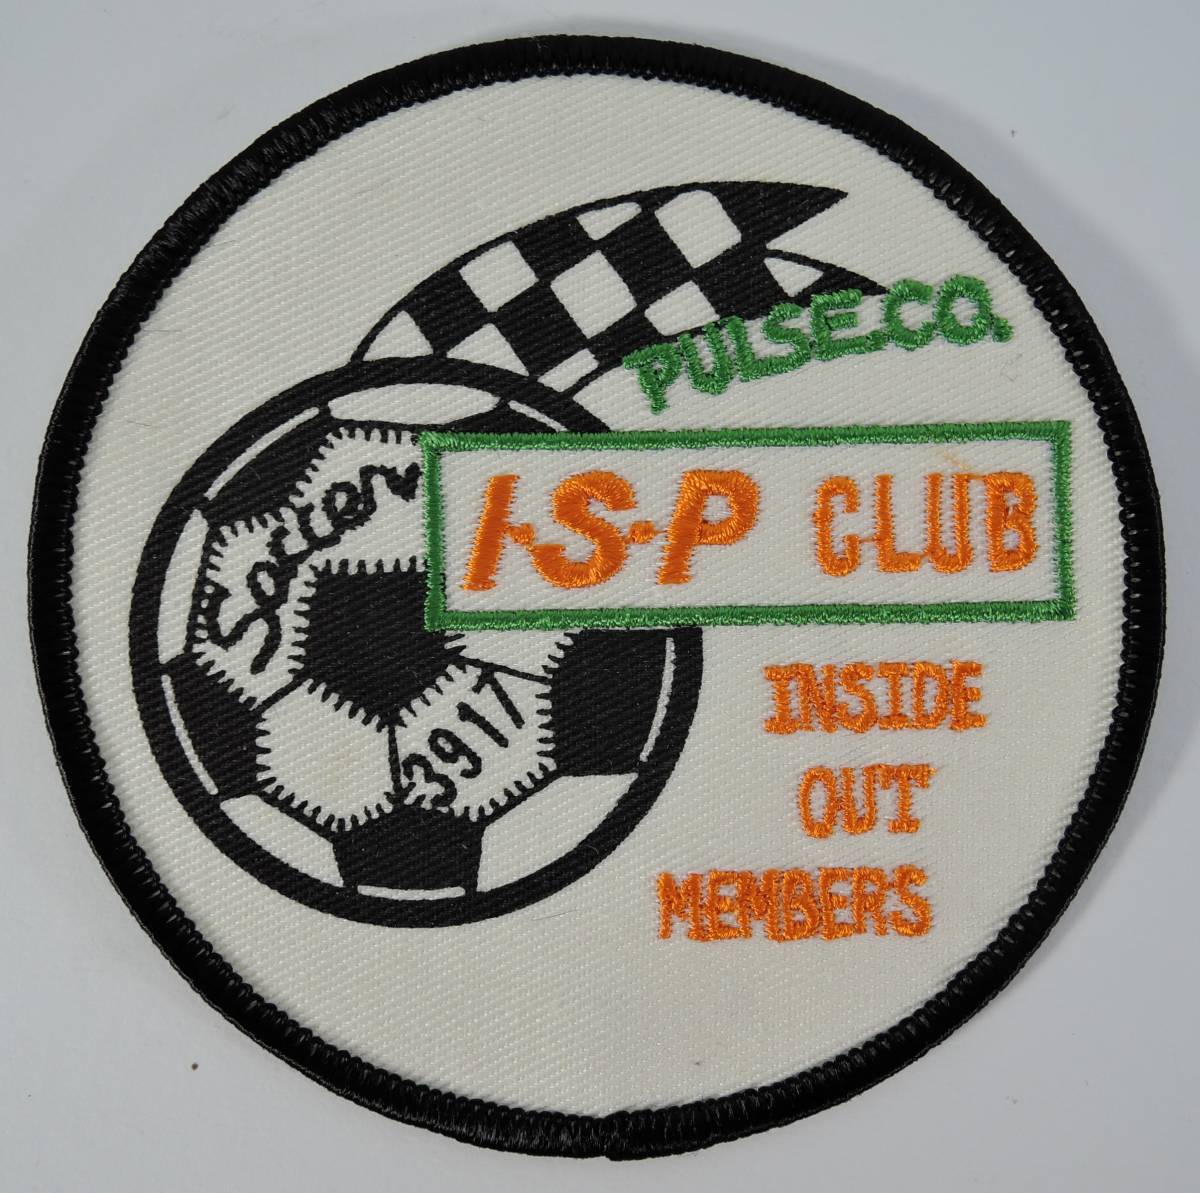 PULSE.CO.
Soccer
I·S·P CLUB
3917
INSIDE
OUT
MEMBERS